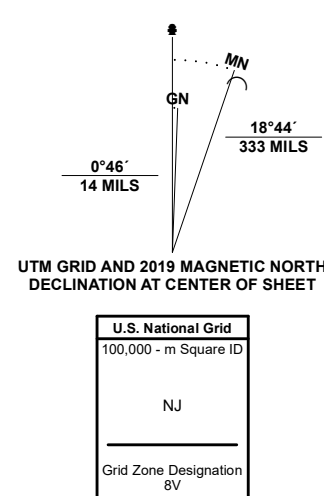 MN
GN
18°44´
333 MILS
0°46´
14 MILS
UTM GRID AND 2019 MAGNETIC NORTH
DECLINATION AT CENTER OF SHEET
U.S. National Grid
100,000 - m Square ID
NJ
Grid Zone Designation
8V